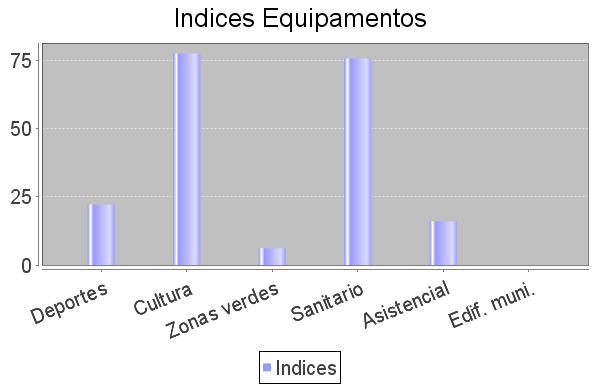 Indices Equipamentos
75
50
25
0
Deportes
Cultura
Zonas verdes
Sanitario
Asistencial
Edif. muni.
Indices